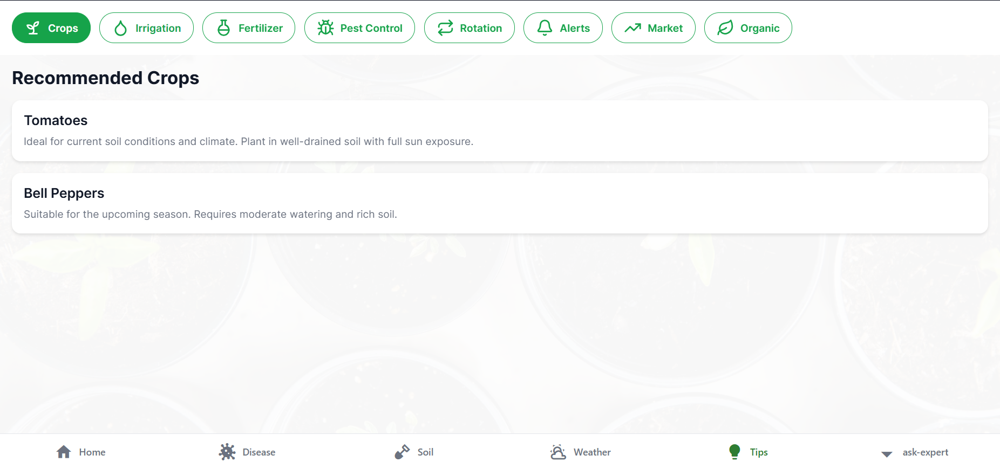 Crops Irrigation Fertilizer Pest Control Rotation Alerts Market Organic
Recommended Crops
Tomatoes
Ideal for current soil conditions and climate. Plant in well-drained soil with full sun exposure.
Bell Peppers
Suitable for the upcoming season. Requires moderate watering and rich soil.
Home Disease Soil Weather Tips ask-expert